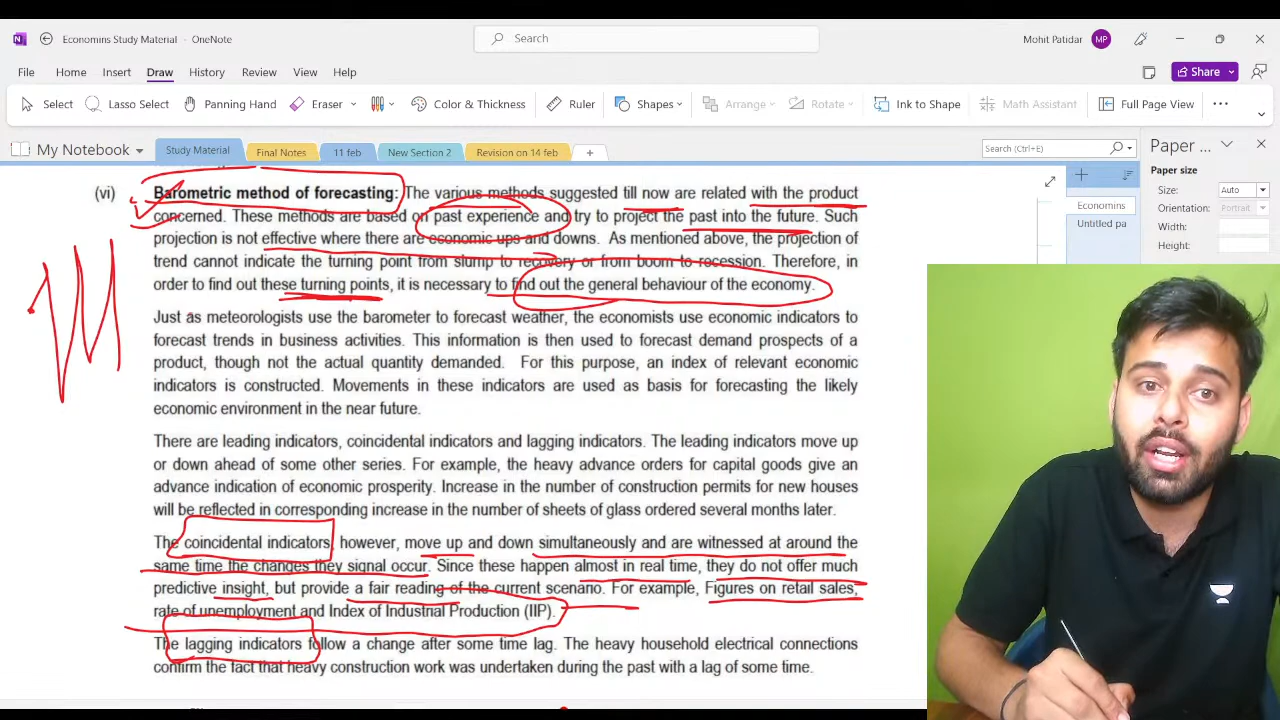 Economins Study Material - OneNote
Search
Mohit Patidar MP
File Home Insert Draw History Review View Help
Share
Select Lasso Select Panning Hand Eraser Color & Thickness Ruler Shapes Arrange Rotate Ink to Shape Math Assistant Full Page View ...
My Notebook Study Material Final Notes 11 feb New Section 2 Revision on 14 feb + Search (Ctrl+E) Paper ...
Paper size
Size: Auto
Orientation: Portrait
Width:
Height:
Economins
Untitled pa
(vi) Barometric method of forecasting: The various methods suggested till now are related with the product
concerned. These methods are based on past experience and try to project the past into the future. Such
projection is not effective where there are economic ups and downs. As mentioned above, the projection of
trend cannot indicate the turning point from slump to recovery or from boom to recession. Therefore, in
order to find out these turning points, it is necessary to find out the general behaviour of the economy.
Just as meteorologists use the barometer to forecast weather, the economists use economic indicators to
forecast trends in business activities. This information is then used to forecast demand prospects of a
product, though not the actual quantity demanded. For this purpose, an index of relevant economic
indicators is constructed. Movements in these indicators are used as basis for forecasting the likely
economic environment in the near future.
There are leading indicators, coincidental indicators and lagging indicators. The leading indicators move up
or down ahead of some other series. For example, the heavy advance orders for capital goods give an
advance indication of economic prosperity. Increase in the number of construction permits for new houses
will be reflected in corresponding increase in the number of sheets of glass ordered several months later.
The coincidental indicators, however, move up and down simultaneously and are witnessed at around the
same time the changes they signal occur. Since these happen almost in real time, they do not offer much
predictive insight, but provide a fair reading of the current scenario. For example, Figures on retail sales,
rate of unemployment and Index of Industrial Production (IIP).
The lagging indicators follow a change after some time lag. The heavy household electrical connections
confirm the fact that heavy construction work was undertaken during the past with a lag of some time.